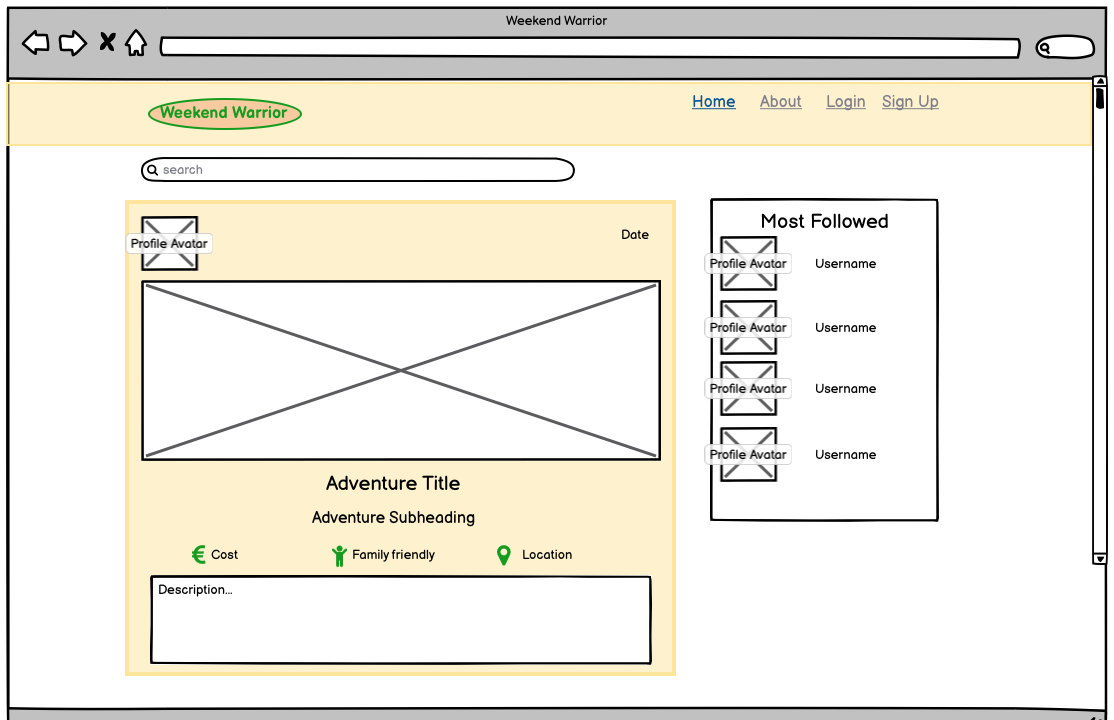 Weekend Warrior
Weekend Warrior
Home About Login Sign Up
search
Profile Avatar
Date
Adventure Title
Adventure Subheading
€ Cost Family friendly Location
Description...
Most Followed
Profile Avatar Username
Profile Avatar Username
Profile Avatar Username
Profile Avatar Username